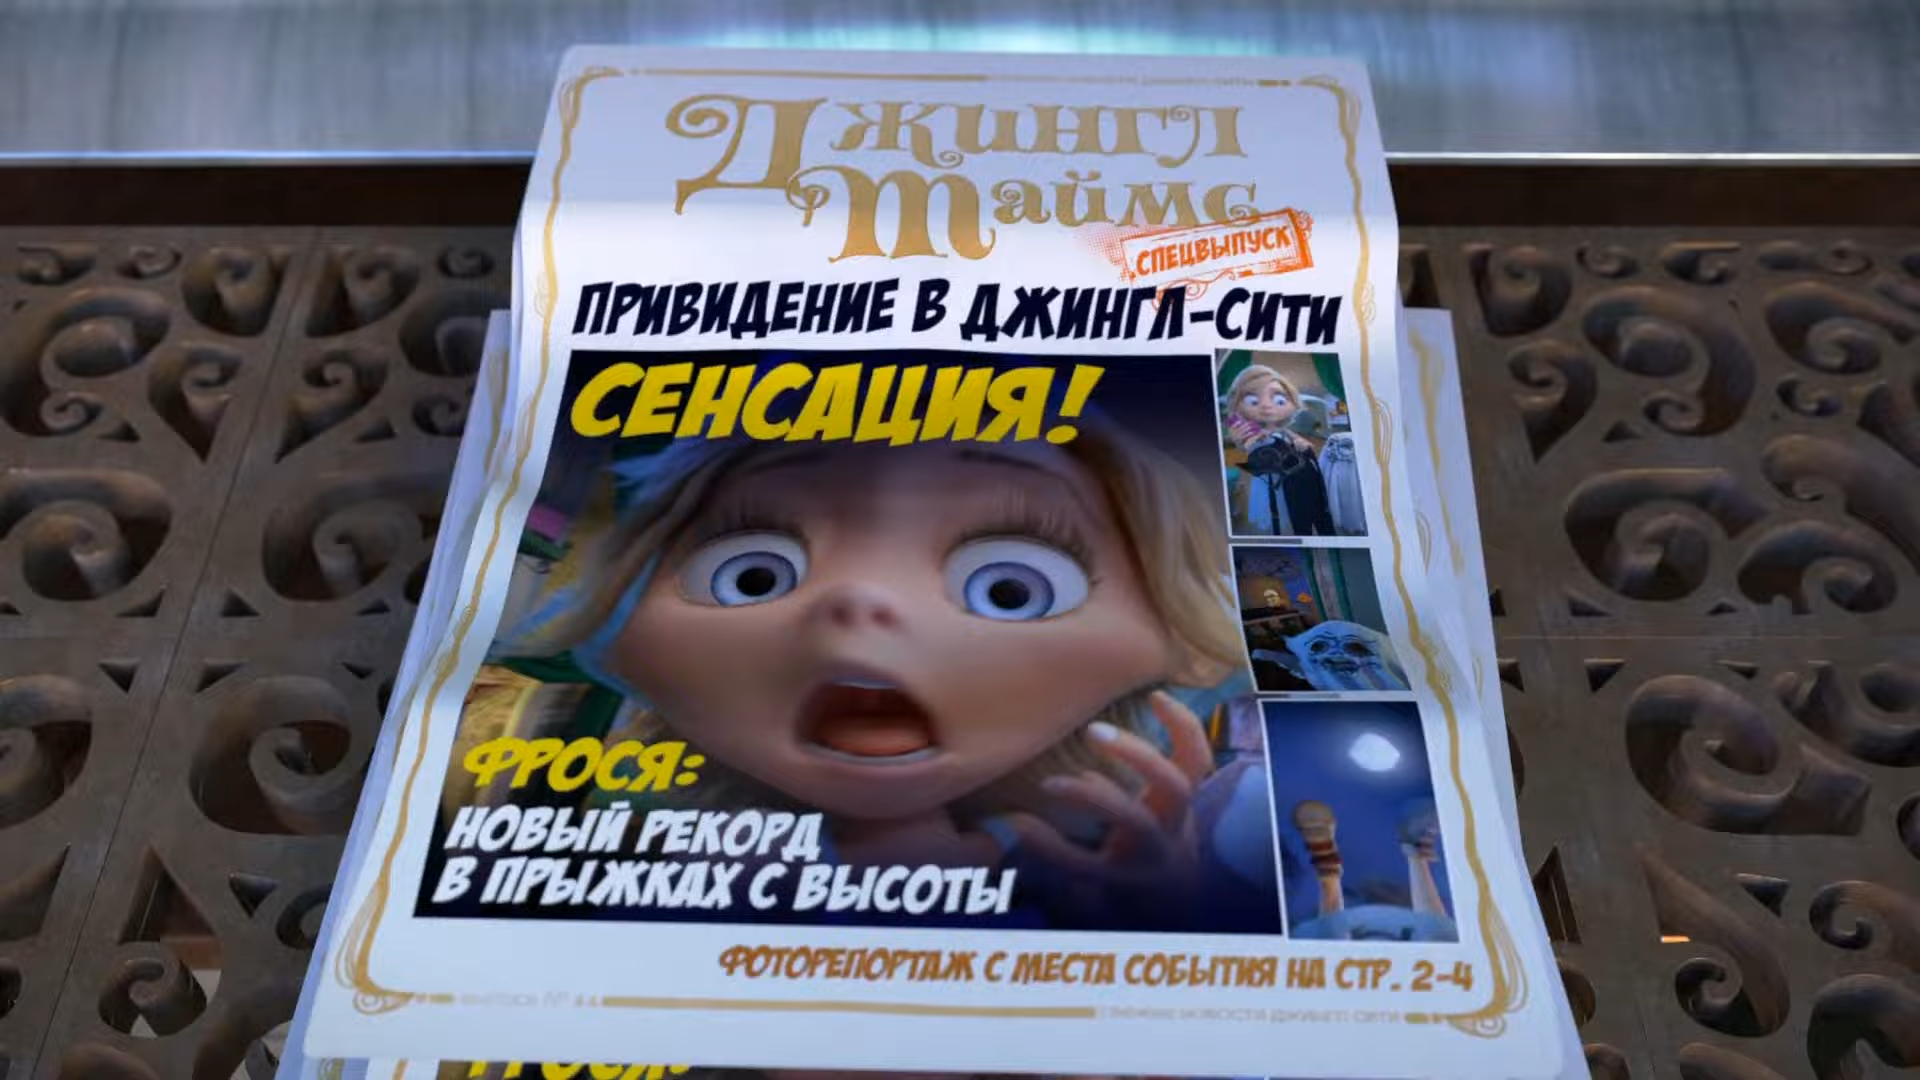 Джингл
Таймс
СПЕЦВЫПУСК
ПРИВИДЕНИЕ В ДЖИНГЛ-СИТИ
СЕНСАЦИЯ!
ФРОСЯ:
НОВЫЙ РЕКОРД
В ПРЫЖКАХ С ВЫСОТЫ
ФОТОРЕПОРТАЖ С МЕСТА СОБЫТИЯ НА СТР. 2-4
ФРОСЯ: